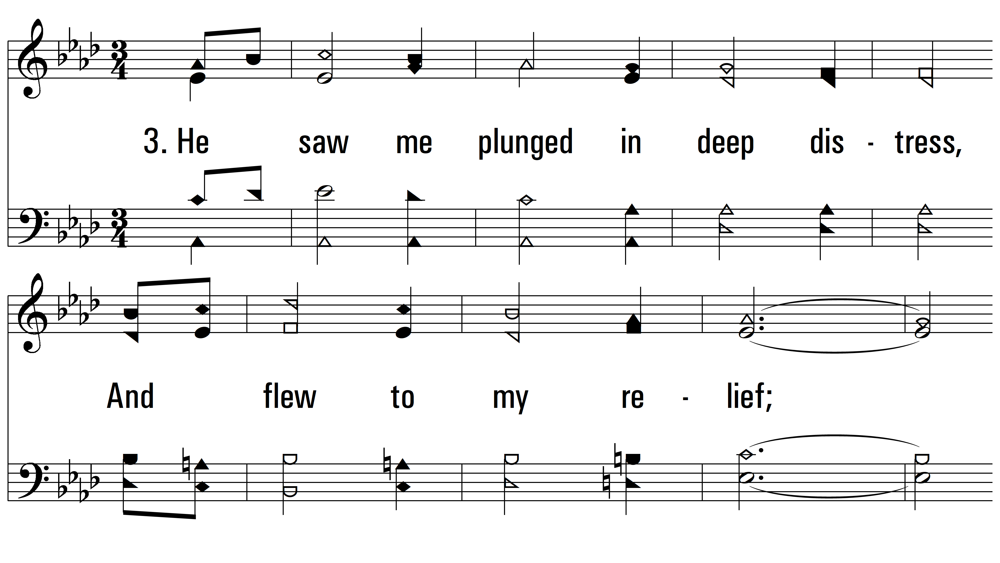 3. He saw me plunged in deep dis - tress,
And flew to my re - lief;